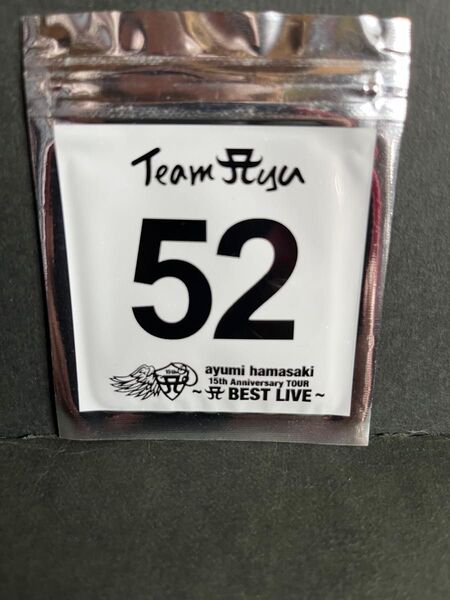 Team Ayu
52
ayumi hamasaki
15th Anniversary TOUR
~ A BEST LIVE ~